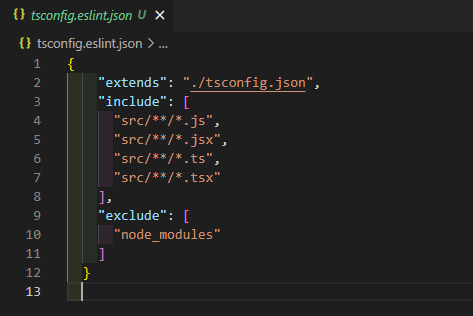 tsconfig.eslint.json U
tsconfig.eslint.json > ...
1 {
2 "extends": "./tsconfig.json",
3 "include": [
4 "src/**/*.js",
5 "src/**/*.jsx",
6 "src/**/*.ts",
7 "src/**/*.tsx"
8 ],
9 "exclude": [
10 "node_modules"
11 ]
12 }
13